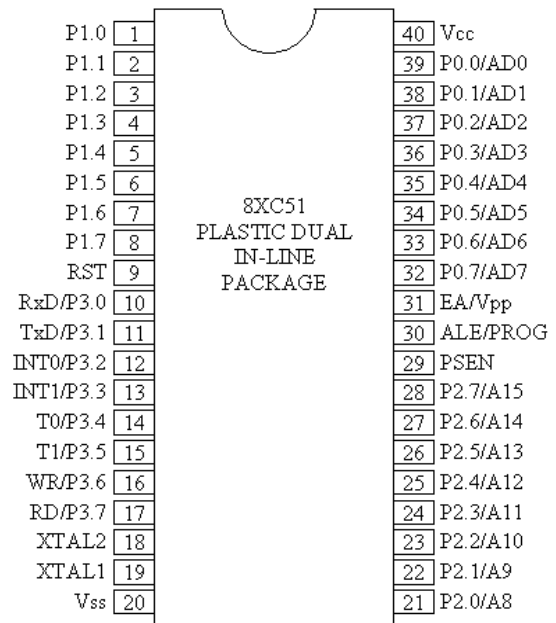 P1.0 1 40 Vcc
P1.1 2 39 P0.0/AD0
P1.2 3 38 P0.1/AD1
P1.3 4 37 P0.2/AD2
P1.4 5 36 P0.3/AD3
P1.5 6 35 P0.4/AD4
P1.6 7 34 P0.5/AD5
P1.7 8 33 P0.6/AD6
RST 9 32 P0.7/AD7
RxD/P3.0 10 31 EA/Vpp
TxD/P3.1 11 30 ALE/PROG
INT0/P3.2 12 29 PSEN
INT1/P3.3 13 28 P2.7/A15
T0/P3.4 14 27 P2.6/A14
T1/P3.5 15 26 P2.5/A13
WR/P3.6 16 25 P2.4/A12
RD/P3.7 17 24 P2.3/A11
XTAL2 18 23 P2.2/A10
XTAL1 19 22 P2.1/A9
Vss 20 21 P2.0/A8
8XC51
PLASTIC DUAL
IN-LINE
PACKAGE